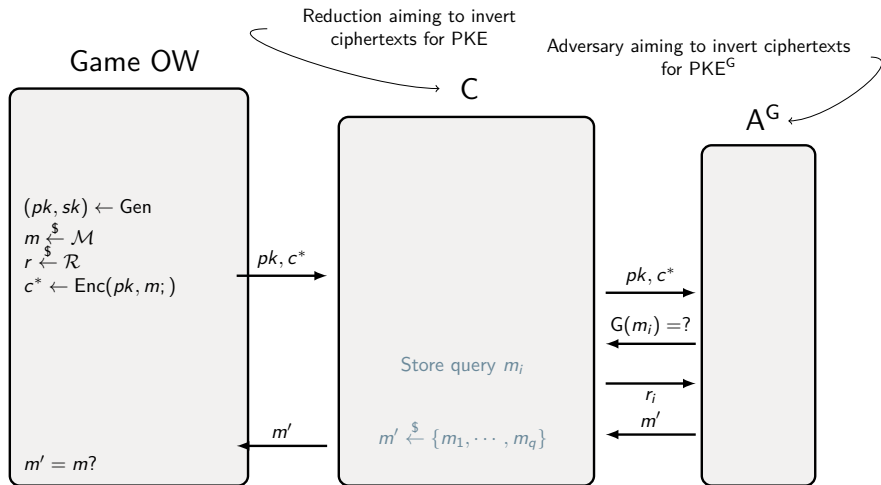 Reduction aiming to invert
ciphertexts for PKE
Adversary aiming to invert ciphertexts
for PKE^G
Game OW
C
A^G
(pk, sk) ← Gen
m ←$ M
r ←$ R
c* ← Enc(pk, m; )
m' = m?
pk, c*
m'
Store query m_i
m' ←$ {m_1, ⋯ , m_q}
pk, c*
G(m_i) =?
r_i
m'